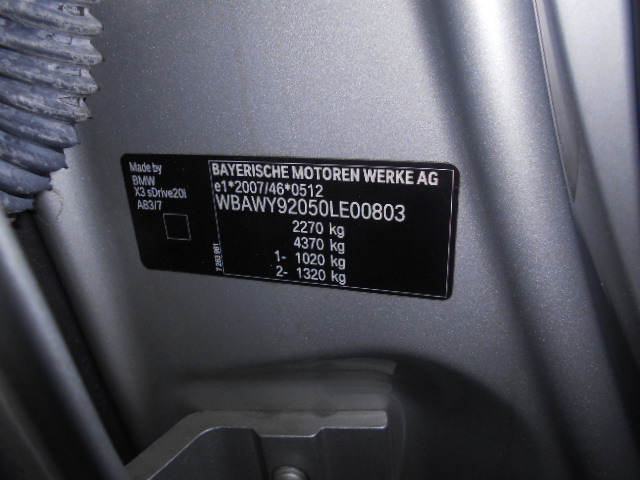 Made by
BMW
X3 sDrive20i
A83/7
BAYERISCHE MOTOREN WERKE AG
e1*2007/46*0512
WBAWY92050LE00803
2270 kg
4370 kg
1- 1020 kg
2- 1320 kg